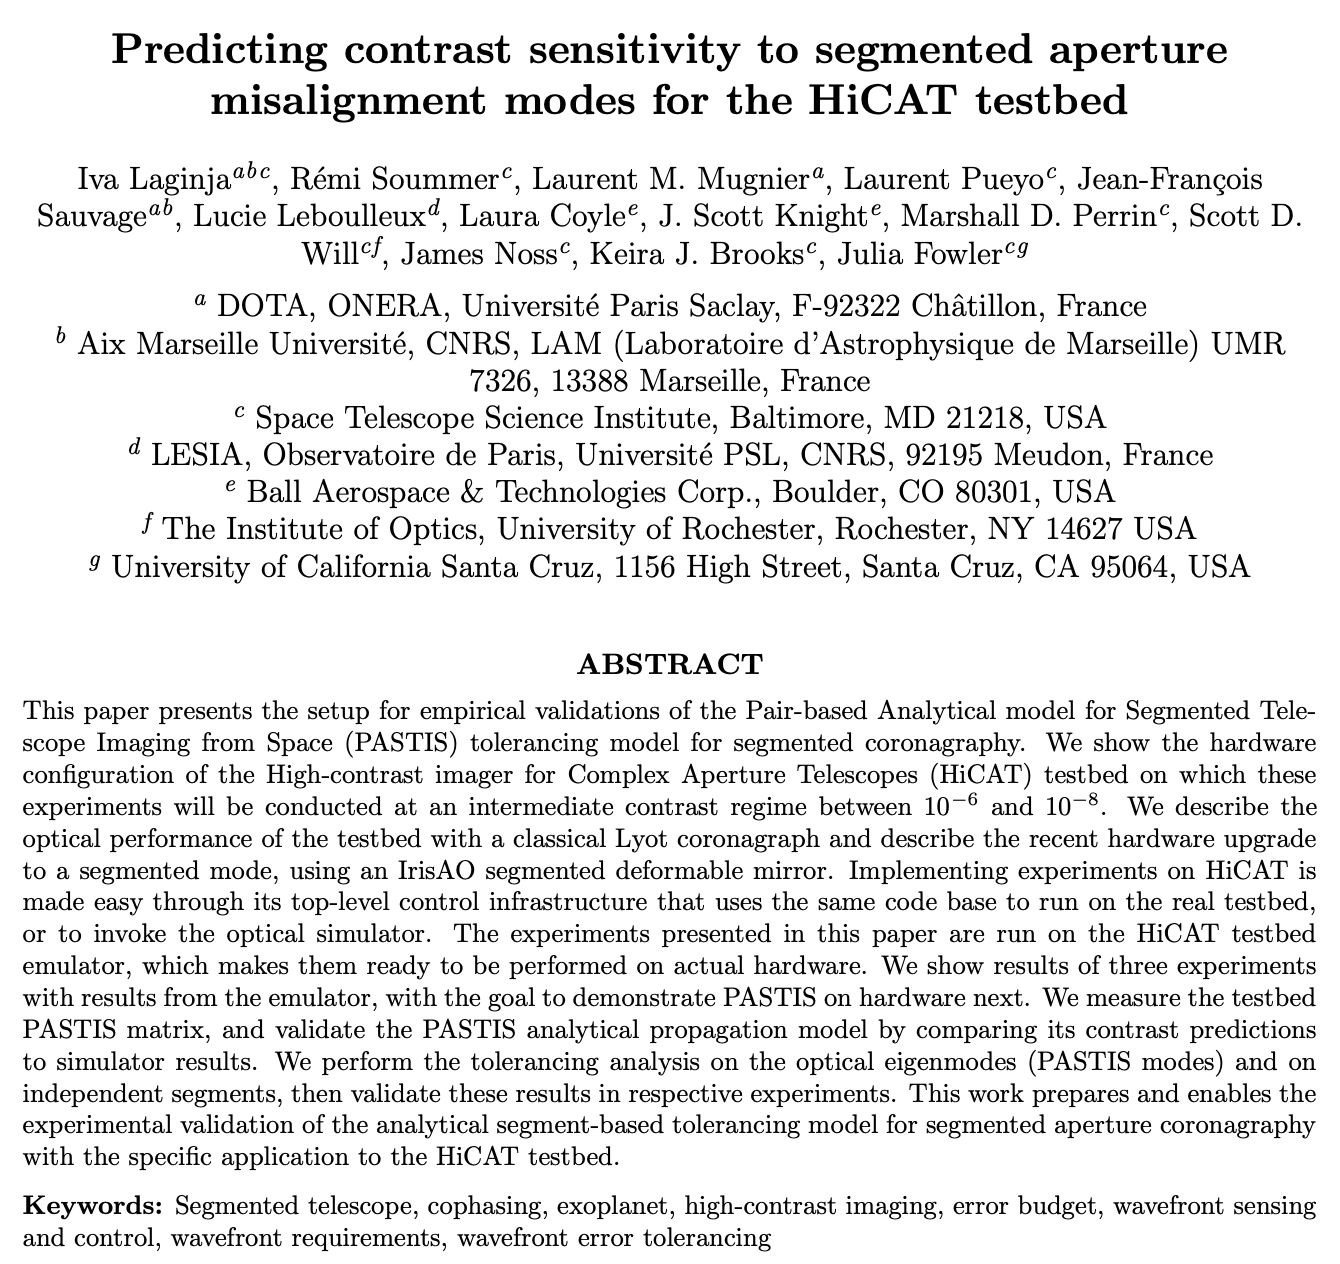 Predicting contrast sensitivity to segmented aperture
misalignment modes for the HiCAT testbed
Iva Laginja^{abc}, Rémi Soummer^c, Laurent M. Mugnier^a, Laurent Pueyo^c, Jean-François
Sauvage^{ab}, Lucie Leboulleux^d, Laura Coyle^e, J. Scott Knight^e, Marshall D. Perrin^c, Scott D.
Will^{cf}, James Noss^c, Keira J. Brooks^c, Julia Fowler^{cg}
^a DOTA, ONERA, Université Paris Saclay, F-92322 Châtillon, France
^b Aix Marseille Université, CNRS, LAM (Laboratoire d'Astrophysique de Marseille) UMR
7326, 13388 Marseille, France
^c Space Telescope Science Institute, Baltimore, MD 21218, USA
^d LESIA, Observatoire de Paris, Université PSL, CNRS, 92195 Meudon, France
^e Ball Aerospace & Technologies Corp., Boulder, CO 80301, USA
^f The Institute of Optics, University of Rochester, Rochester, NY 14627 USA
^g University of California Santa Cruz, 1156 High Street, Santa Cruz, CA 95064, USA
ABSTRACT
This paper presents the setup for empirical validations of the Pair-based Analytical model for Segmented Tele-
scope Imaging from Space (PASTIS) tolerancing model for segmented coronagraphy. We show the hardware
configuration of the High-contrast imager for Complex Aperture Telescopes (HiCAT) testbed on which these
experiments will be conducted at an intermediate contrast regime between 10^{−6} and 10^{−8}. We describe the
optical performance of the testbed with a classical Lyot coronagraph and describe the recent hardware upgrade
to a segmented mode, using an IrisAO segmented deformable mirror. Implementing experiments on HiCAT is
made easy through its top-level control infrastructure that uses the same code base to run on the real testbed,
or to invoke the optical simulator. The experiments presented in this paper are run on the HiCAT testbed
emulator, which makes them ready to be performed on actual hardware. We show results of three experiments
with results from the emulator, with the goal to demonstrate PASTIS on hardware next. We measure the testbed
PASTIS matrix, and validate the PASTIS analytical propagation model by comparing its contrast predictions
to simulator results. We perform the tolerancing analysis on the optical eigenmodes (PASTIS modes) and on
independent segments, then validate these results in respective experiments. This work prepares and enables the
experimental validation of the analytical segment-based tolerancing model for segmented aperture coronagraphy
with the specific application to the HiCAT testbed.
Keywords: Segmented telescope, cophasing, exoplanet, high-contrast imaging, error budget, wavefront sensing
and control, wavefront requirements, wavefront error tolerancing